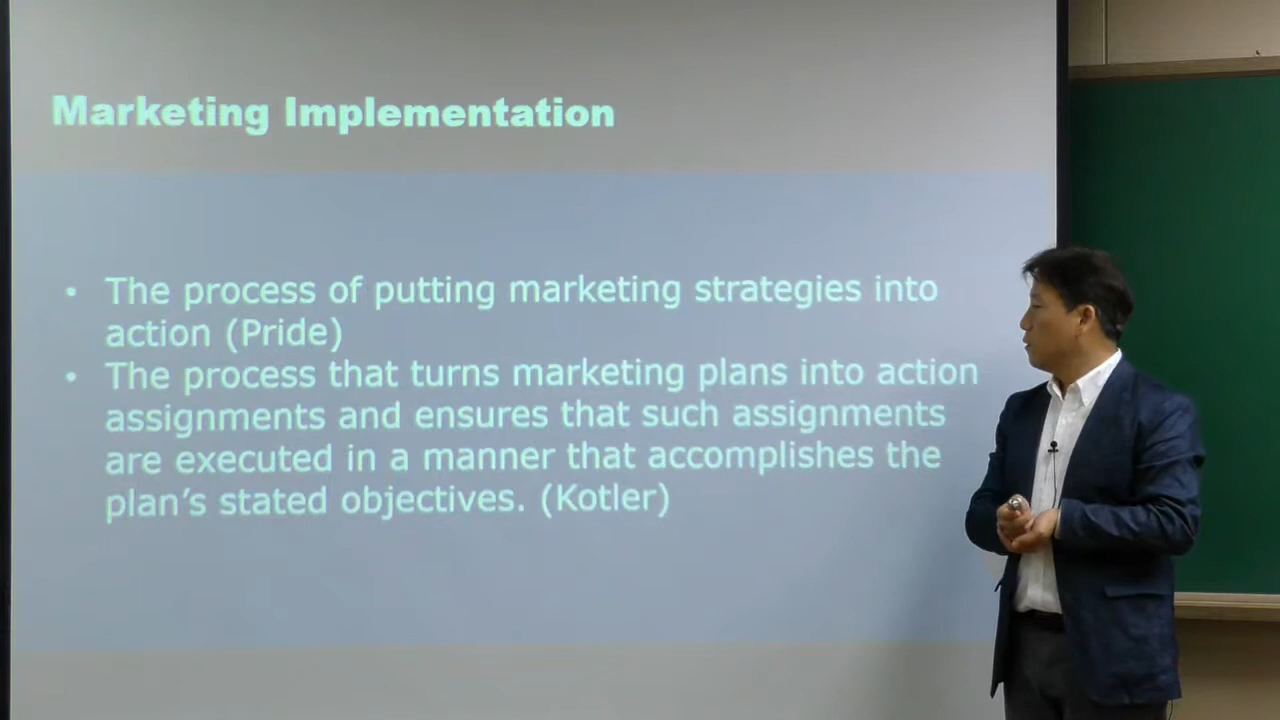 Marketing Implementation
• The process of putting marketing strategies into
action (Pride)
• The process that turns marketing plans into action
assignments and ensures that such assignments
are executed in a manner that accomplishes the
plan's stated objectives. (Kotler)